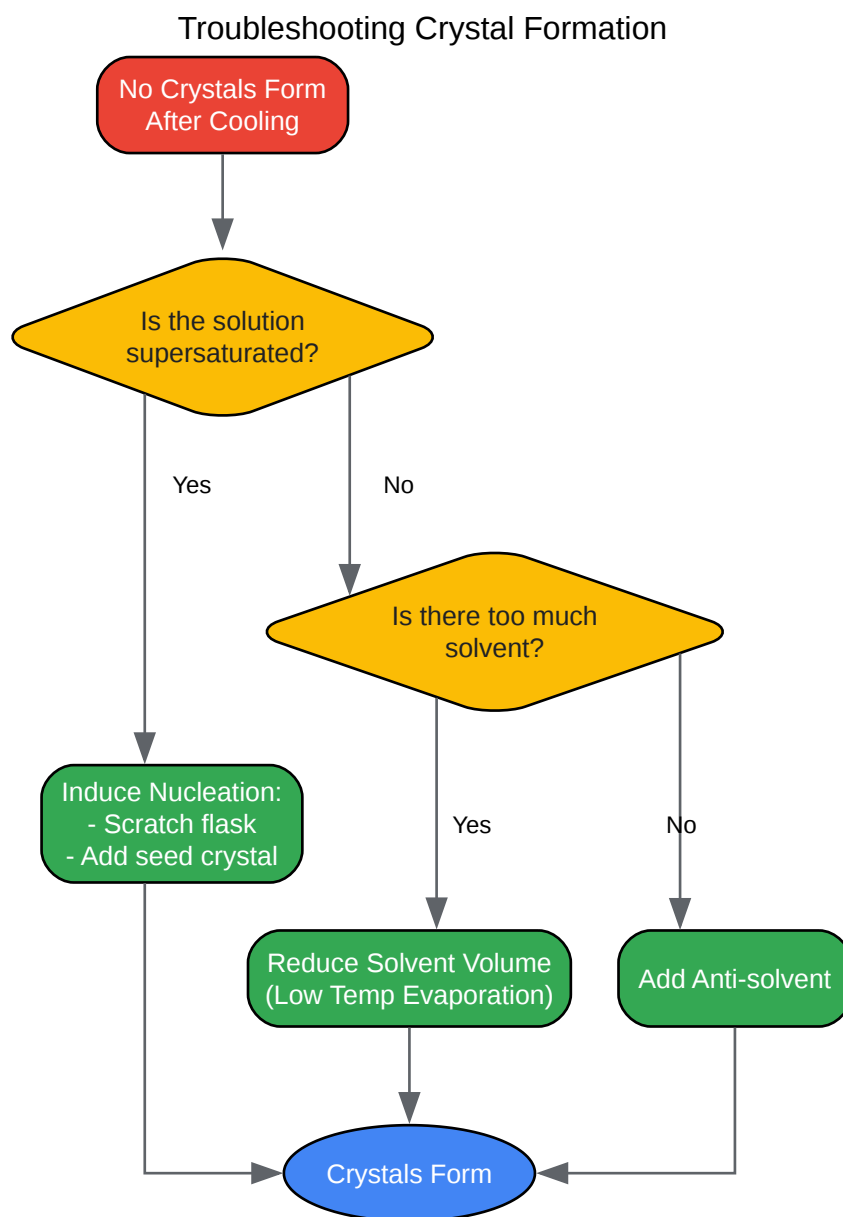 Troubleshooting Crystal Formation
No Crystals Form
After Cooling
Is the solution
supersaturated?
Yes
No
Is there too much
solvent?
Induce Nucleation:
- Scratch flask
- Add seed crystal
Yes
No
Reduce Solvent Volume
(Low Temp Evaporation)
Add Anti-solvent
Crystals Form